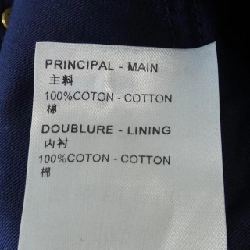 PRINCIPAL - MAIN
主料
100%COTON - COTTON
棉
DOUBLURE - LINING
内衬
100%COTON - COTTON
棉